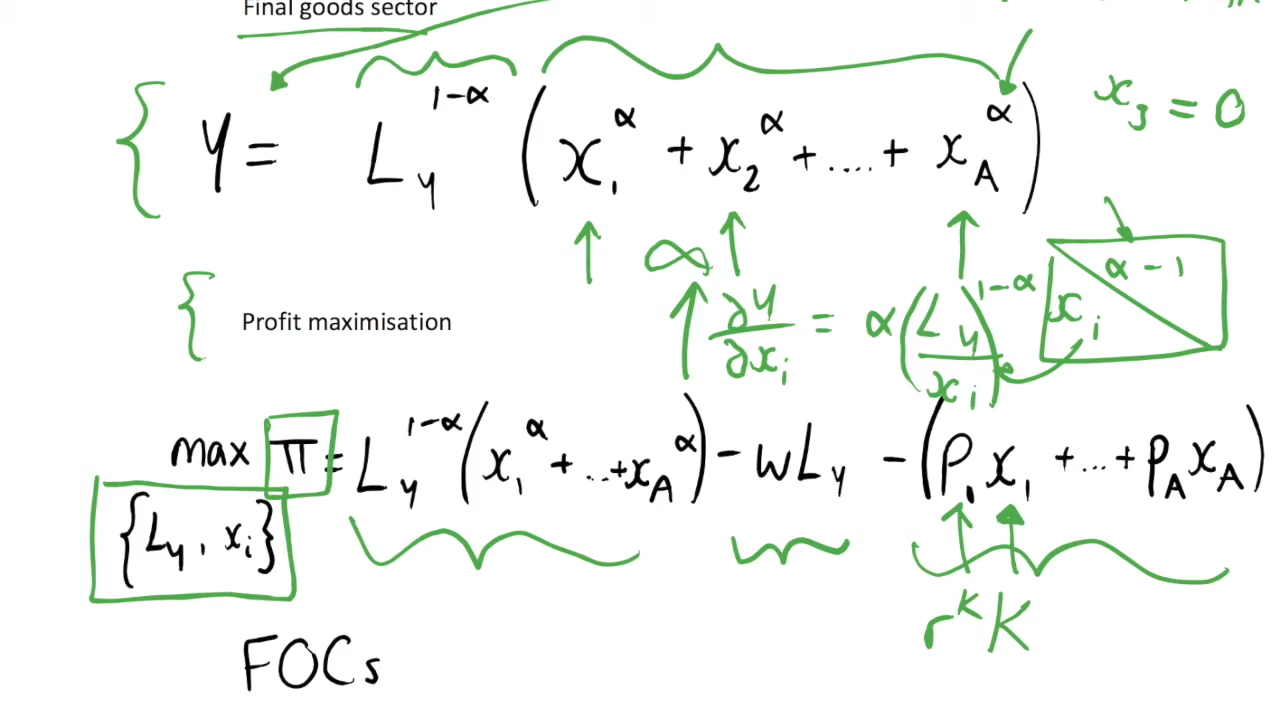 Final goods sector
Y = L_y^{1-α} (x_1^α + x_2^α + .... + x_A^α)
x_3 = 0
∞
∂Y/∂x_i = α (L_y/x_i)^{1-α} x_i^{α-1}
Profit maximisation
max Π = L_y^{1-α} (x_1^α + ... + x_A^α) - wL_y - (P_1 x_1 + ... + P_A x_A)
{L_y, x_i}
r^K K
FOCs